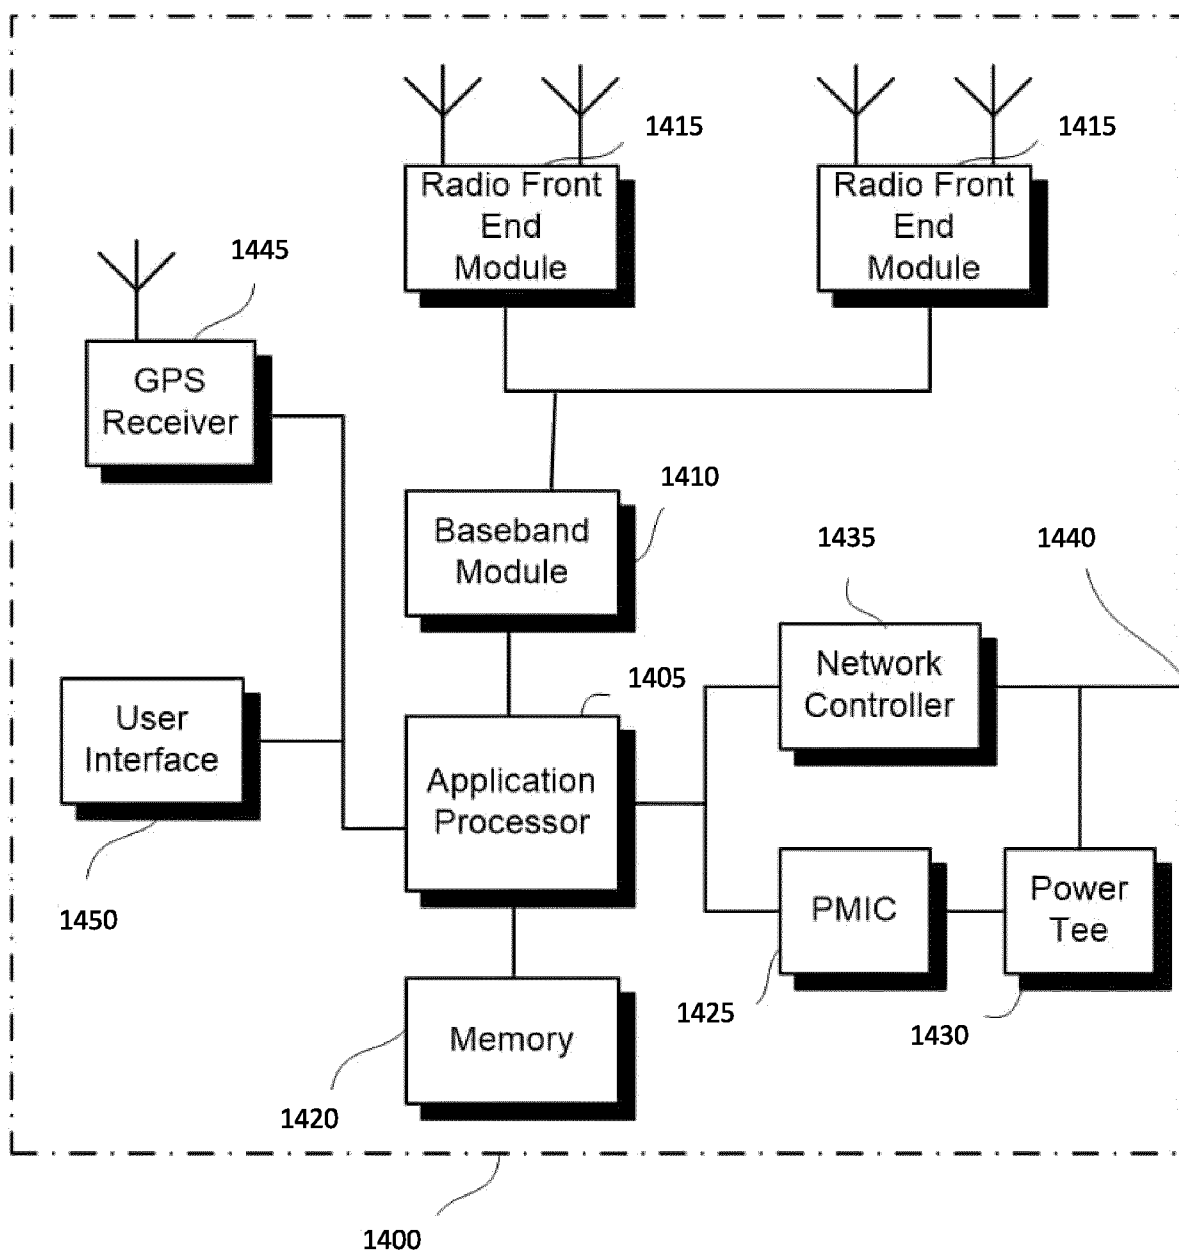 1415
1415
Radio Front
End
Module
Radio Front
End
Module
1445
GPS
Receiver
1410
Baseband
Module
1435
1440
Network
Controller
1405
User
Interface
Application
Processor
PMIC
Power
Tee
1450
1425
1430
Memory
1420
1400